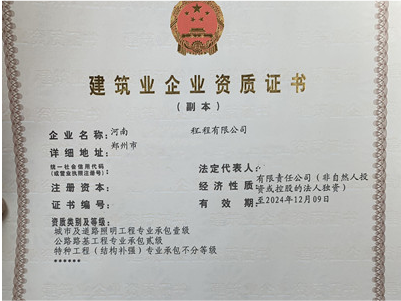 建筑业企业资质证书
(副本)
企业名称: 河南 程有限公司
详细地址: 郑州市
统一社会信用代码
(或营业执照注册号):
法定代表人:
注册资本:
经济性质: 有限责任公司（非自然人投
资或控股的法人独资）
证书编号:
有效期: 至2024年12月09日
资质类别及等级:
城市及道路照明工程专业承包壹级
公路路基工程专业承包贰级
特种工程（结构补强）专业承包不分等级
******